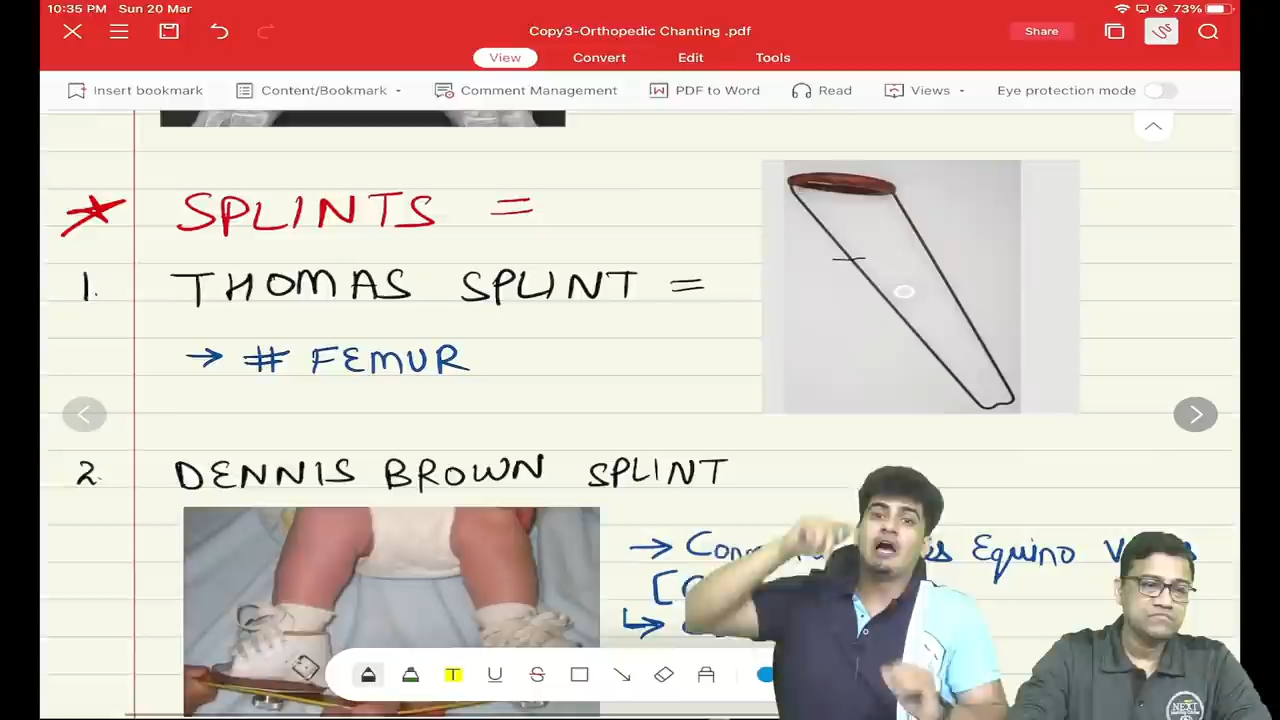 10:35 PM Sun 20 Mar 73%
Copy3-Orthopedic Chanting .pdf
Share
View Convert Edit Tools
Insert bookmark Content/Bookmark Comment Management PDF to Word Read Views Eye protection mode
SPLINTS =
1. THOMAS SPLINT =
→ # FEMUR
2. DENNIS BROWN SPLINT
→ Equino
T U S
NEXT